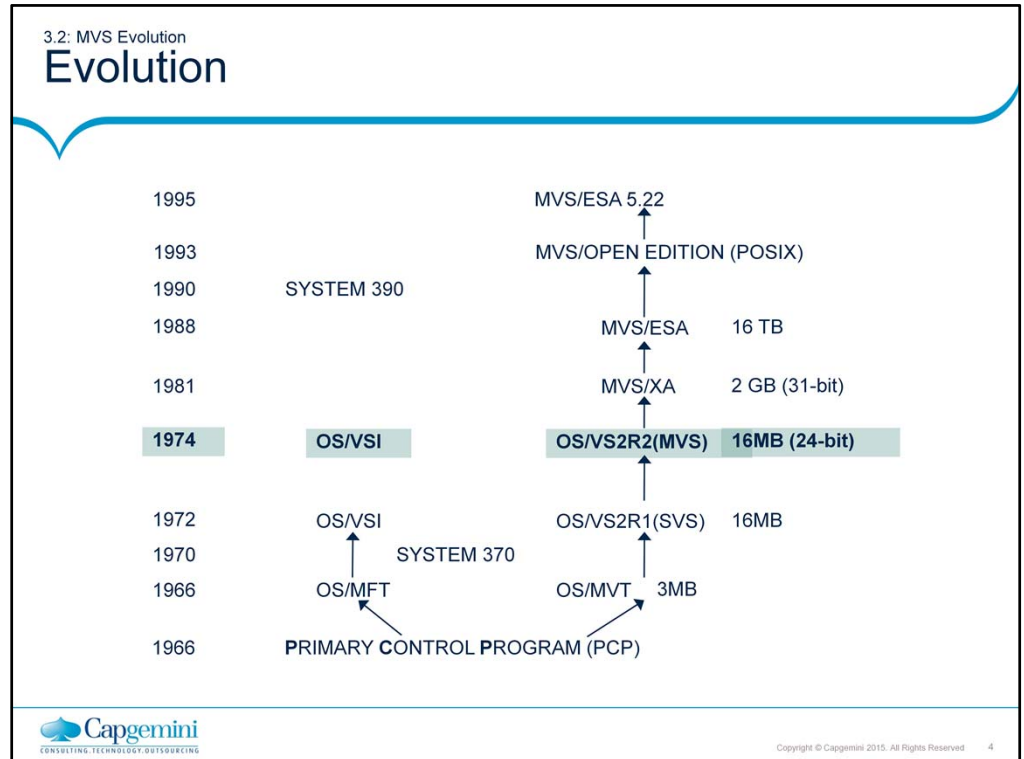 3.2: MVS Evolution
Evolution
1995 MVS/ESA 5.22
1993 MVS/OPEN EDITION (POSIX)
1990 SYSTEM 390
1988 MVS/ESA 16 TB
1981 MVS/XA 2 GB (31-bit)
1974 OS/VSI OS/VS2R2(MVS) 16MB (24-bit)
1972 OS/VSI OS/VS2R1(SVS) 16MB
1970 SYSTEM 370
1966 OS/MFT OS/MVT 3MB
1966 PRIMARY CONTROL PROGRAM (PCP)
Capgemini
CONSULTING.TECHNOLOGY.OUTSOURCING
Copyright © Capgemini 2015. All Rights Reserved 4